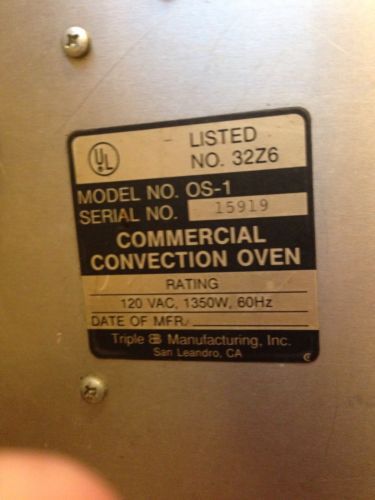 UL
LISTED
NO. 32Z6
MODEL NO. OS-1
SERIAL NO. 15919
COMMERCIAL
CONVECTION OVEN
RATING
120 VAC, 1350W, 60Hz
DATE OF MFR.
Triple B Manufacturing, Inc.
San Leandro, CA